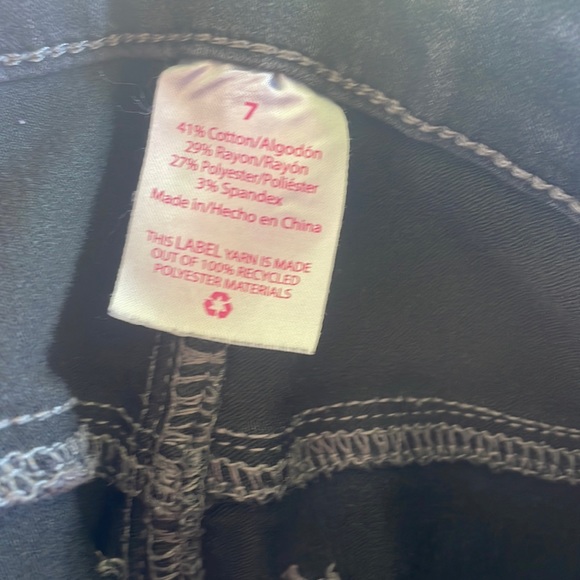 7
41% Cotton/Algodón
29% Rayon/Rayón
27% Polyester/Poliéster
3% Spandex
Made in/Hecho en China
THIS LABEL YARN IS MADE
OUT OF 100% RECYCLED
POLYESTER MATERIALS